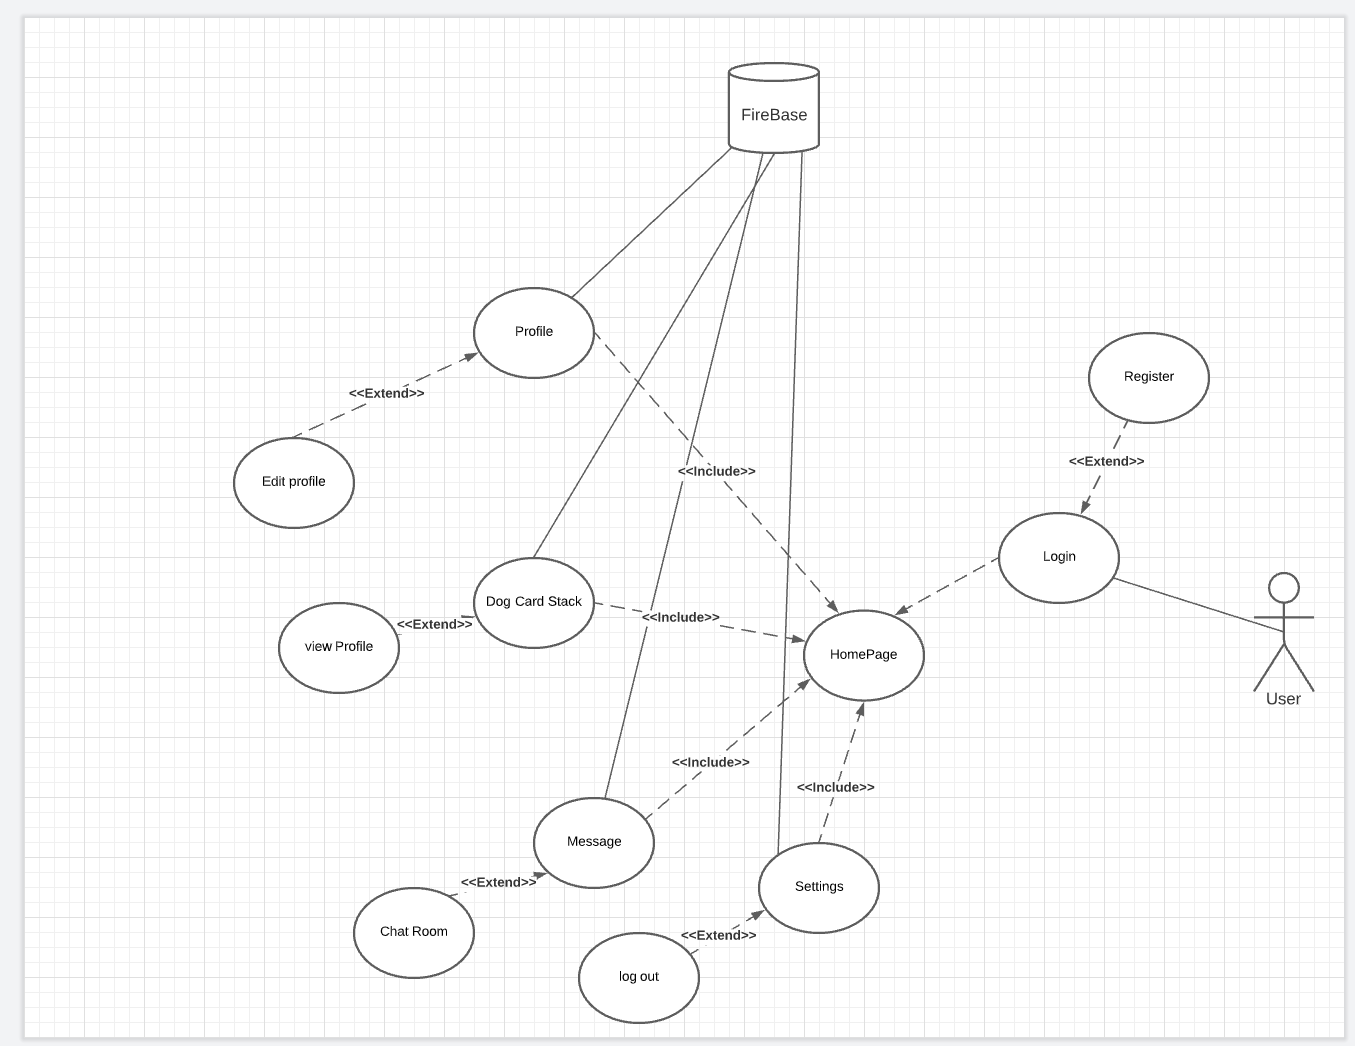 FireBase
Profile
Register
<<Extend>>
<<Extend>>
<<Include>>
Edit profile
Login
Dog Card Stack
<<Include>>
<<Extend>>
view Profile
HomePage
User
<<Include>>
<<Include>>
Message
<<Extend>>
Settings
Chat Room
<<Extend>>
log out